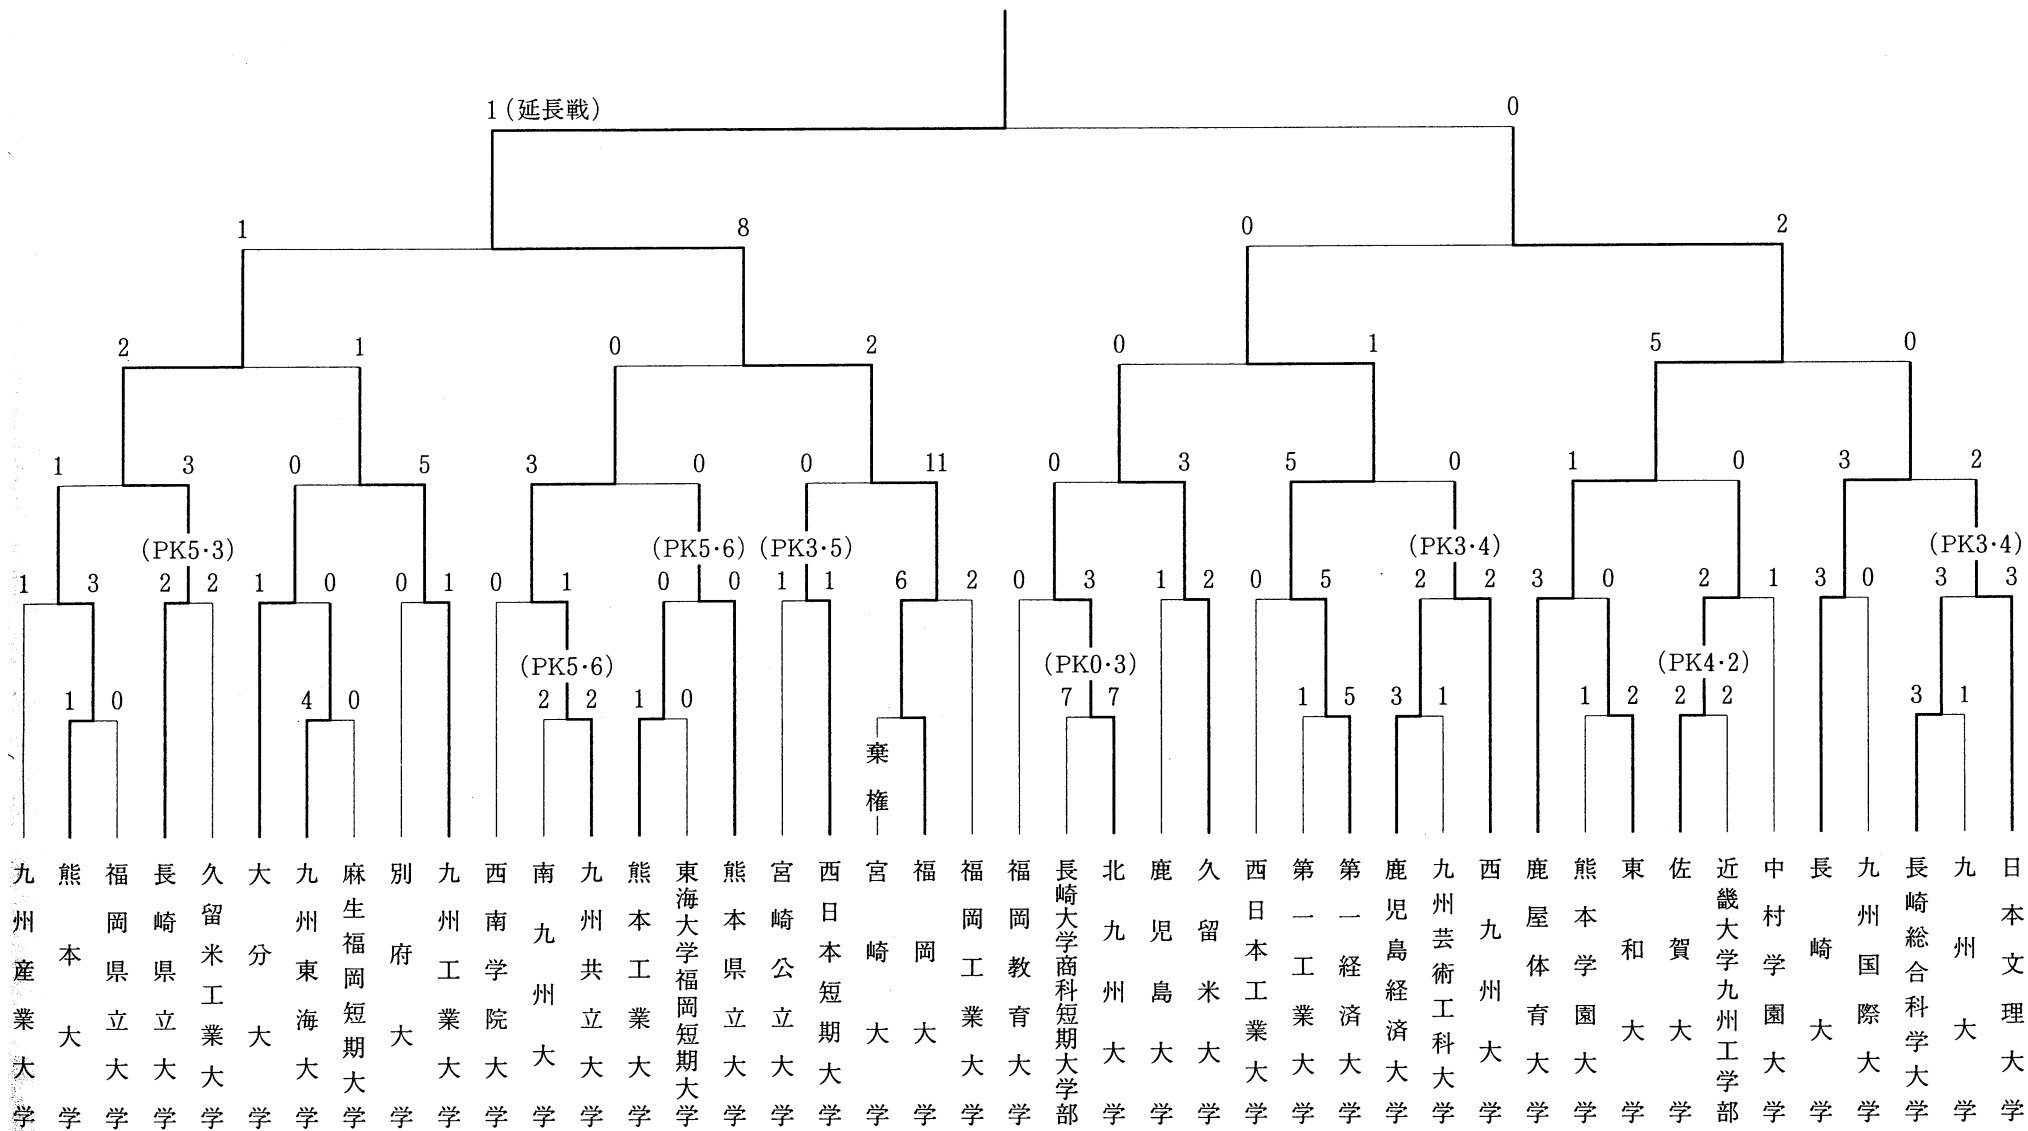 1(延長戦) 0
1 8 0 2
2 1 0 2 0 1 5 0
1 3 0 5 3 0 0 11 0 3 5 0 1 0 3 2
(PK5·3) (PK5·6) (PK3·5) (PK3·4) (PK3·4)
1 3 2 2 1 0 0 1 0 1 0 0 1 1 6 2 0 3 1 2 0 5 2 2 3 0 2 1 3 0 3 3
(PK5·6) (PK0·3) (PK4·2)
1 0 4 0 2 2 1 0 7 7 1 5 3 1 1 2 2 2 3 1
棄権
九州産業大学
熊本大学
福岡県立大学
長崎県立大学
久留米工業大学
大分大学
九州東海大学
麻生福岡短期大学
別府大学
九州工業大学
西南学院大学
南九州大学
九州共立大学
熊本工業大学
東海大学福岡短期大学
熊本県立大学
宮崎公立大学
西日本短期大学
宮崎大学
福岡大学
福岡工業大学
福岡教育大学
長崎大学商科短期大学部
北九州大学
鹿児島大学
久留米大学
西日本工業大学
第一工業大学
第一経済大学
鹿児島経済大学
九州芸術工科大学
西九州大学
鹿屋体育大学
熊本学園大学
東和大学
佐賀大学
近畿大学九州工学部
中村学園大学
長崎大学
九州国際大学
長崎総合科学大学
九州大学
日本文理大学